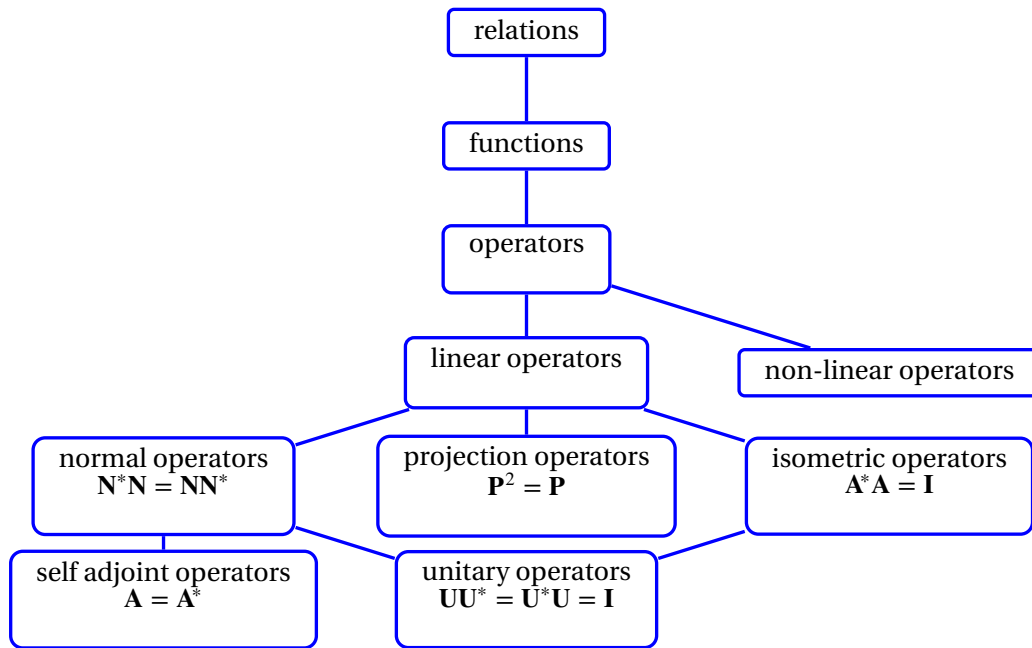 relations
functions
operators
linear operators
non-linear operators
normal operators
N*N = NN*
projection operators
P² = P
isometric operators
A*A = I
self adjoint operators
A = A*
unitary operators
UU* = U*U = I